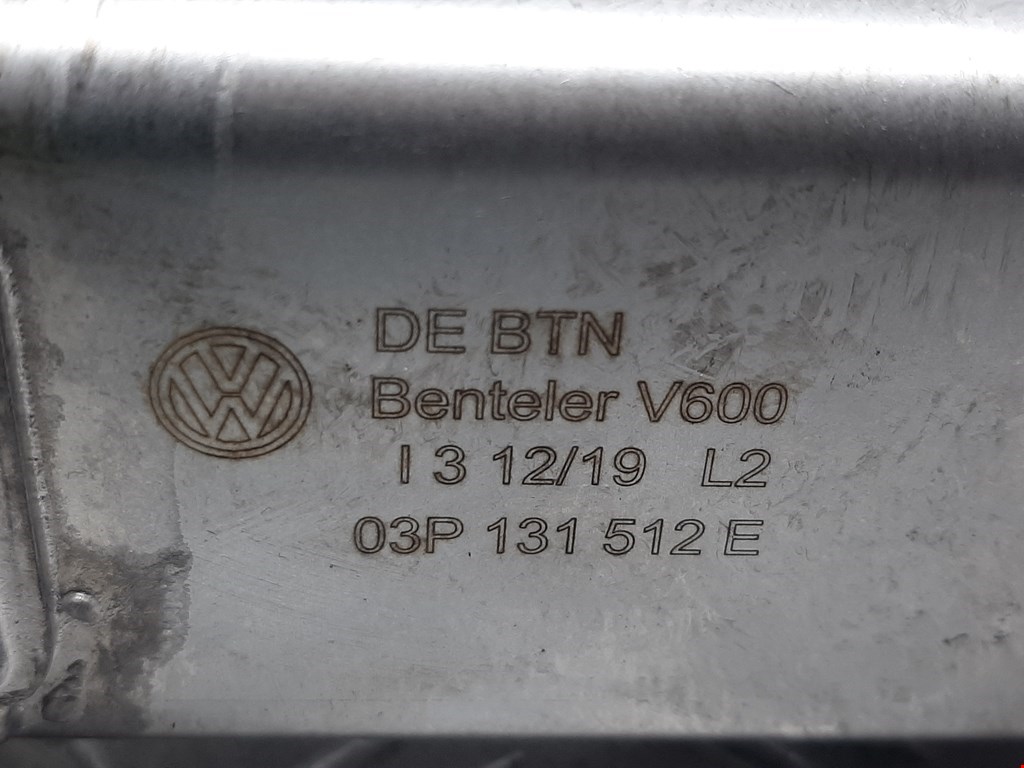 DE BTN
Benteler V600
I 3 12/19 L2
03P 131 512 E